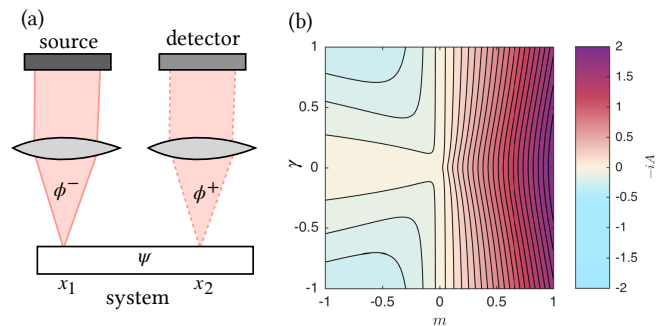 (a)
source
detector
ϕ⁻
ϕ⁺
ψ
x₁
x₂
system
(b)
1
0.5
0
-0.5
-1
γ
-1
-0.5
0
0.5
1
m
2
1.5
1
0.5
0
-0.5
-1
-1.5
-2
−iA